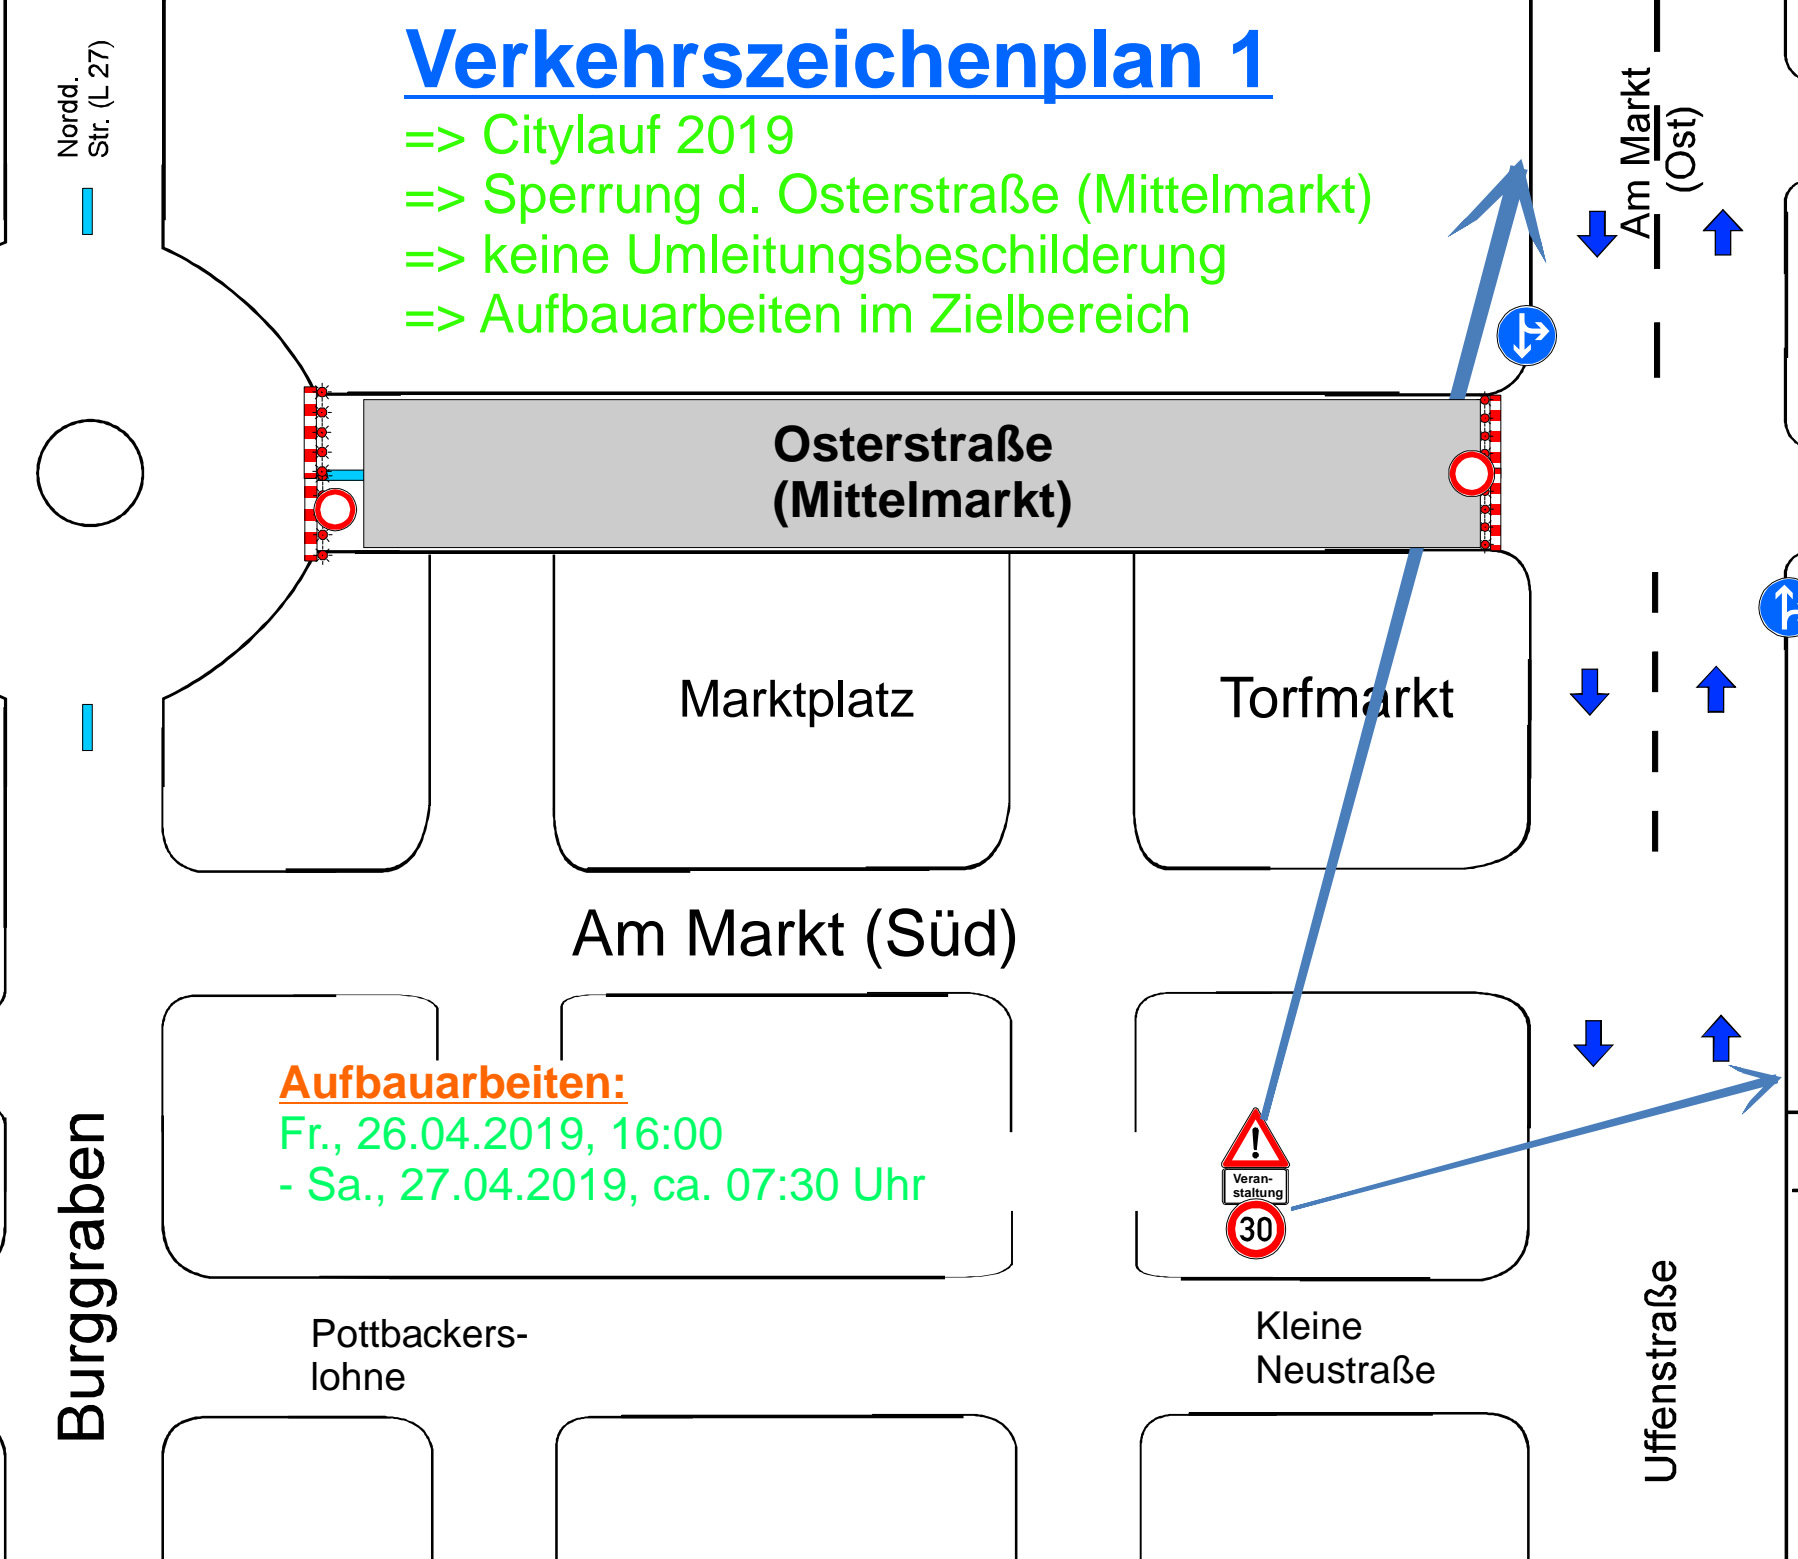 Verkehrszeichenplan 1
=> Citylauf 2019
=> Sperrung d. Osterstraße (Mittelmarkt)
=> keine Umleitungsbeschilderung
=> Aufbauarbeiten im Zielbereich
Nordd.
Str. (L 27)
Am Markt
(Ost)
Osterstraße
(Mittelmarkt)
Marktplatz
Torfmarkt
Am Markt (Süd)
Aufbauarbeiten:
Fr., 26.04.2019, 16:00
- Sa., 27.04.2019, ca. 07:30 Uhr
!
Veran-
staltung
30
Burggraben
Pottbackers-
lohne
Kleine
Neustraße
Uffenstraße